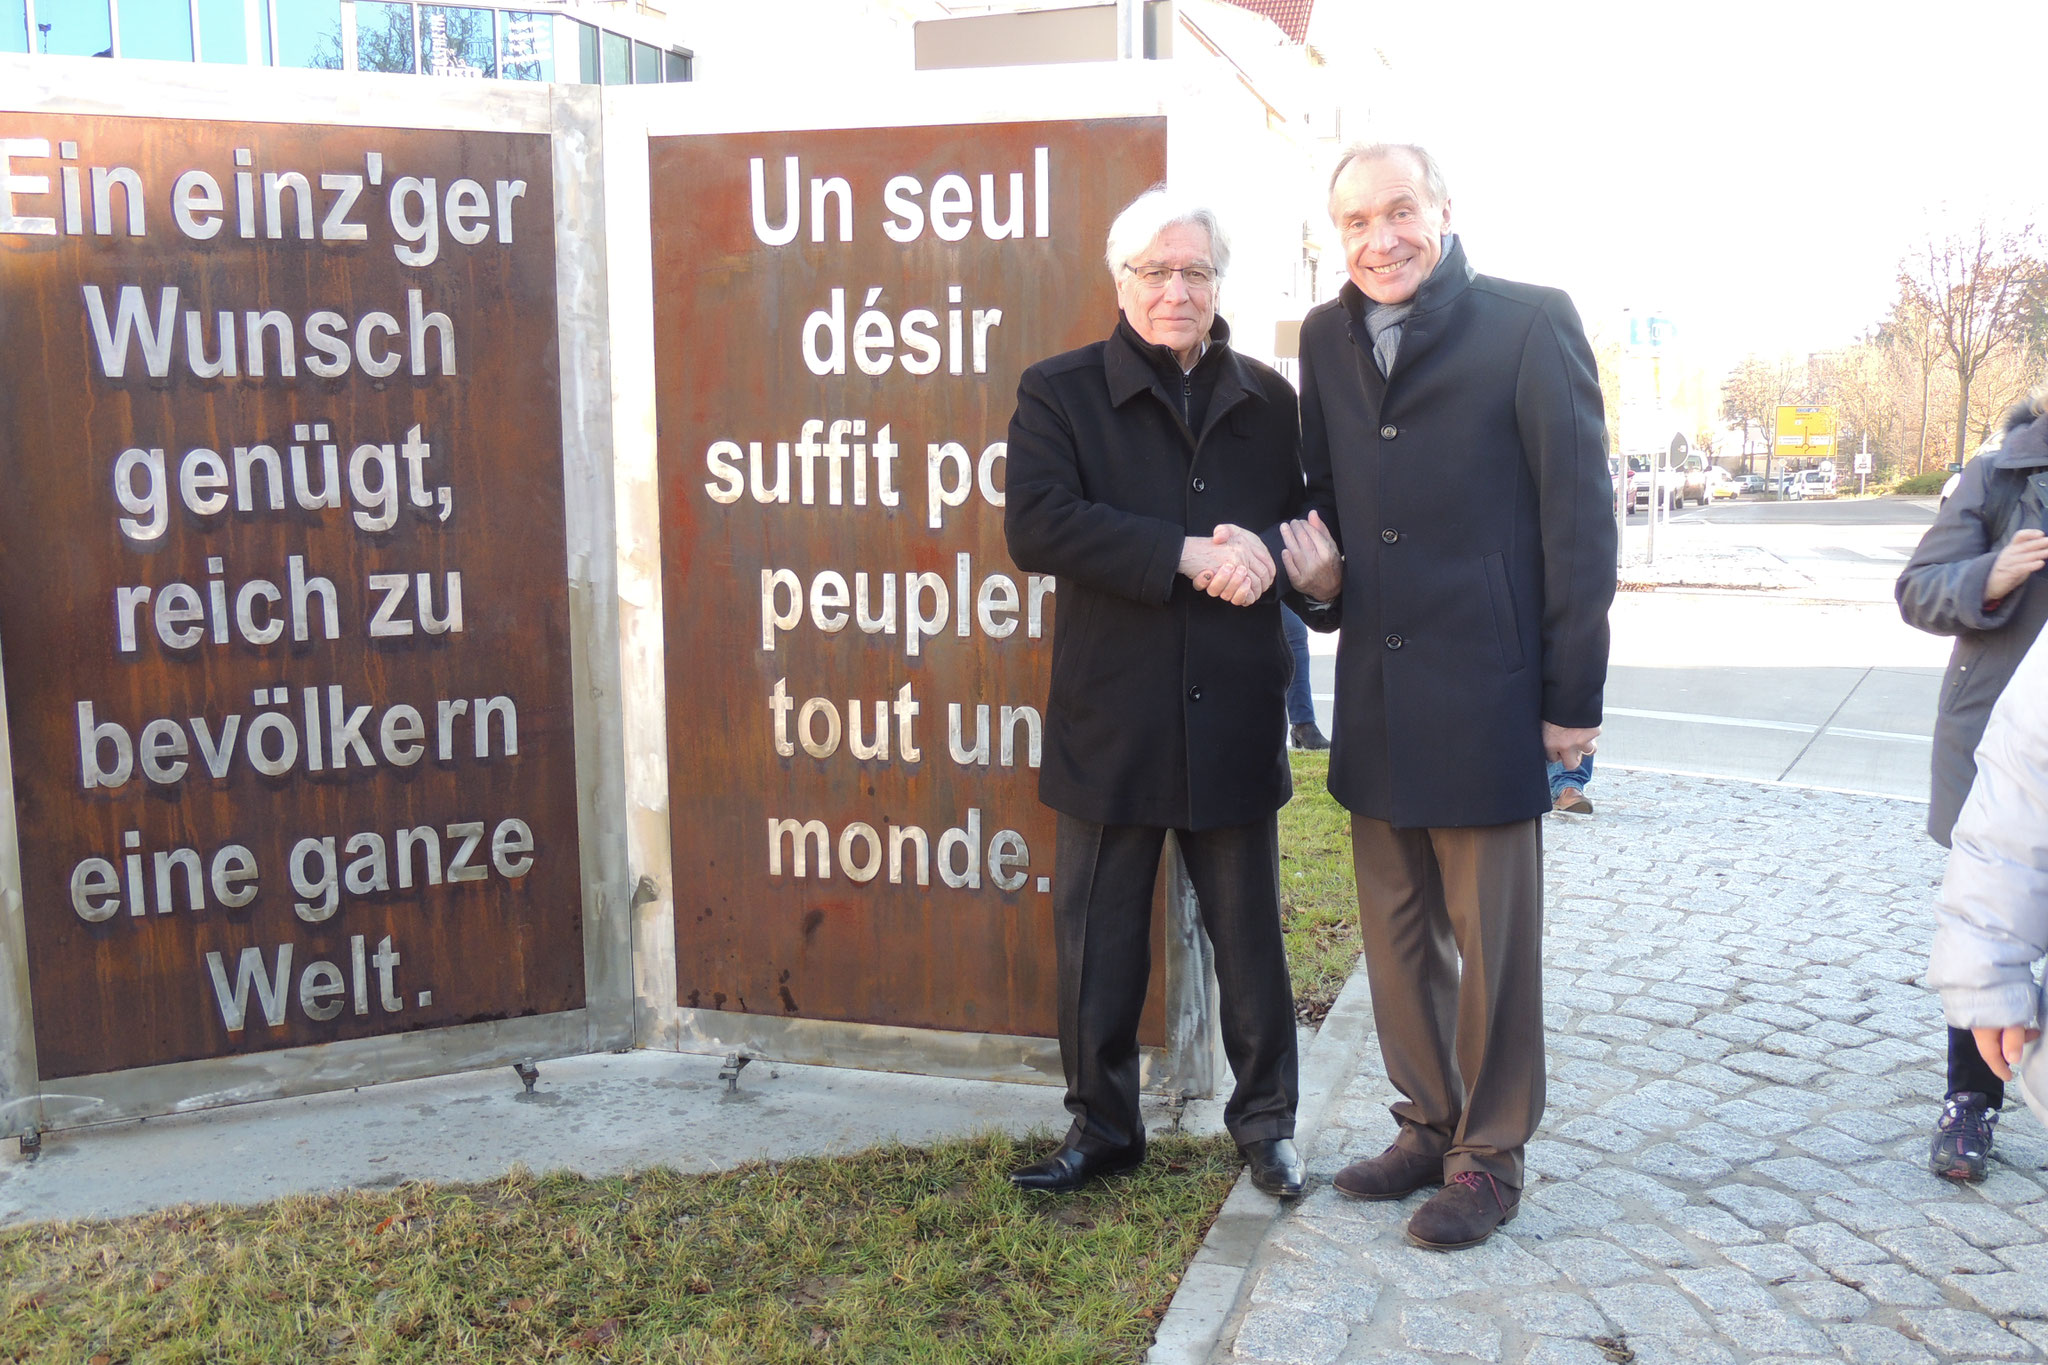 Ein einz'ger
Wunsch
genügt,
reich zu
bevölkern
eine ganze
Welt.
Un seul
désir
suffit
peupler
tout un
monde.